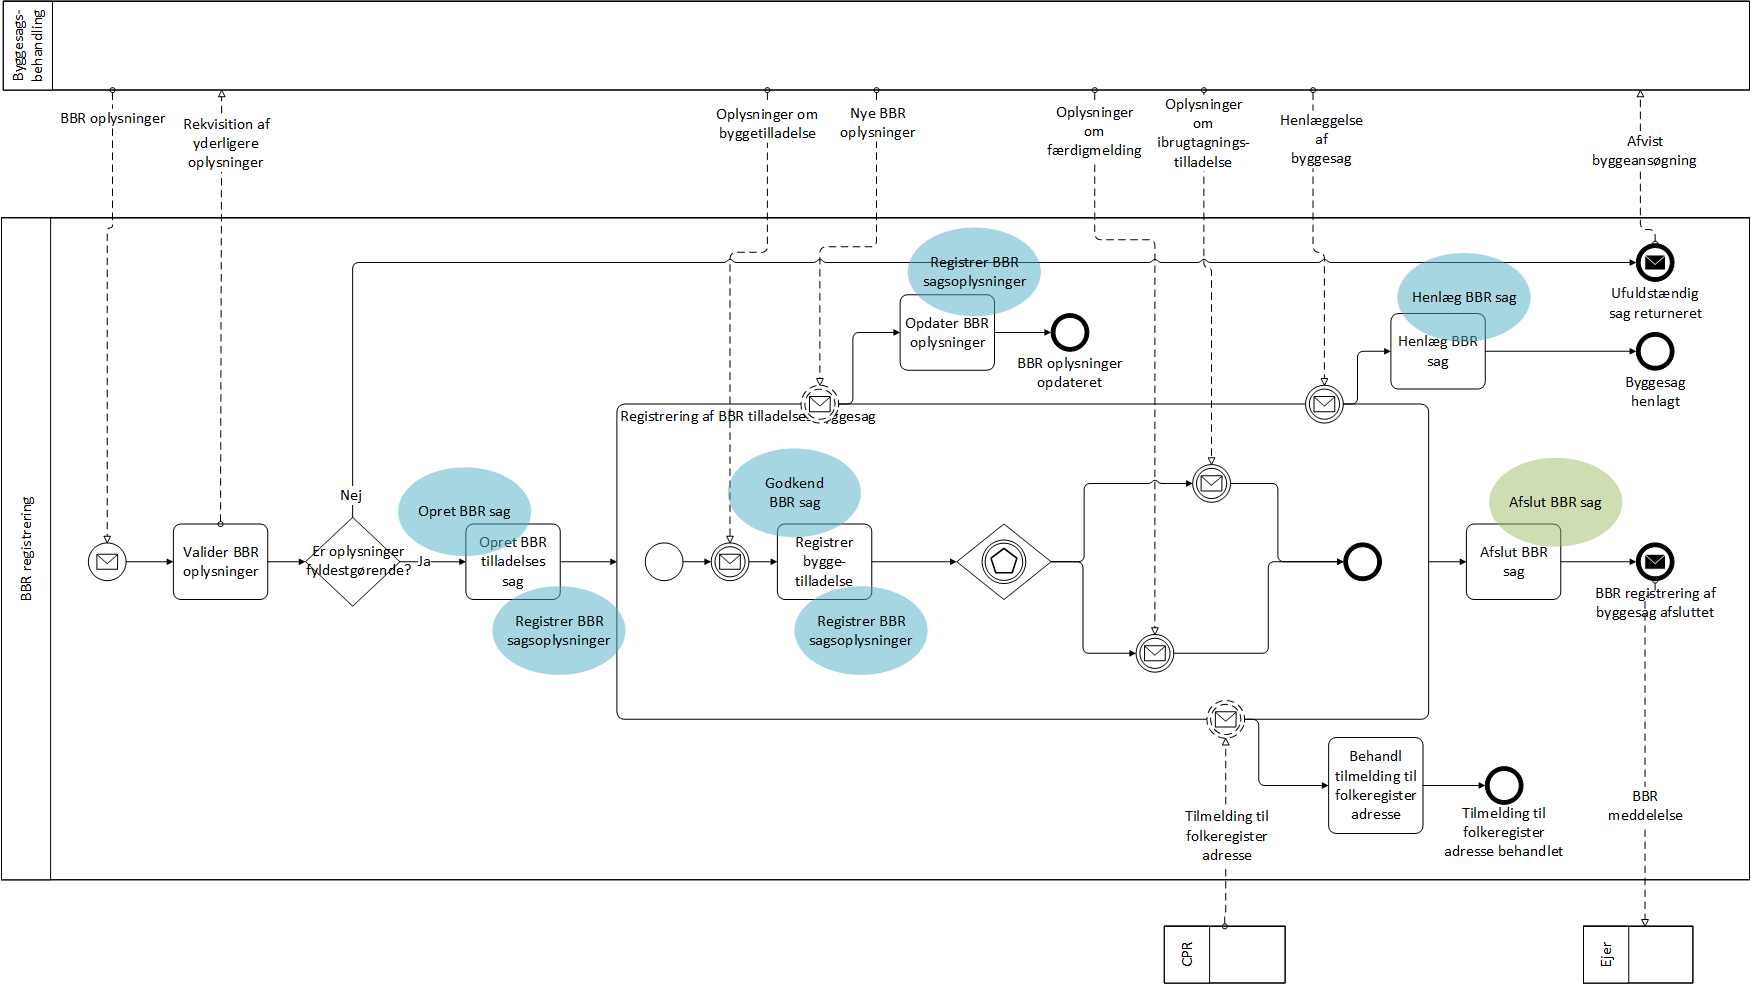 Byggesags-
behandling
BBR oplysninger
Rekvisition af
yderligere
oplysninger
Oplysninger om
byggetilladelse
Nye BBR
oplysninger
Oplysninger
om
færdigmelding
Oplysninger
om
ibrugtagnings-
tilladelse
Henlæggelse
af
byggesag
Afvist
byggeansøgning
BBR registrering
Registrer BBR
sagsoplysninger
Opdater BBR
oplysninger
BBR oplysninger
opdateret
Henlæg BBR sag
Henlæg BBR
sag
Ufuldstændig
sag returneret
Byggesag
henlagt
Registrering af BBR tilladelses
Nej
Valider BBR
oplysninger
Er oplysninger
fyldestgørende?
Ja
Opret BBR sag
Opret BBR
tilladelses
sag
Registrer BBR
sagsoplysninger
Godkend
BBR sag
Registrer
bygge-
tilladelse
Registrer BBR
sagsoplysninger
Afslut BBR sag
Afslut BBR
sag
BBR registrering af
byggesag afsluttet
Behandl
tilmelding til
folkeregister
adresse
Tilmelding til
folkeregister
adresse behandlet
Tilmelding til
folkeregister
adresse
BBR
meddelelse
CPR
Ejer